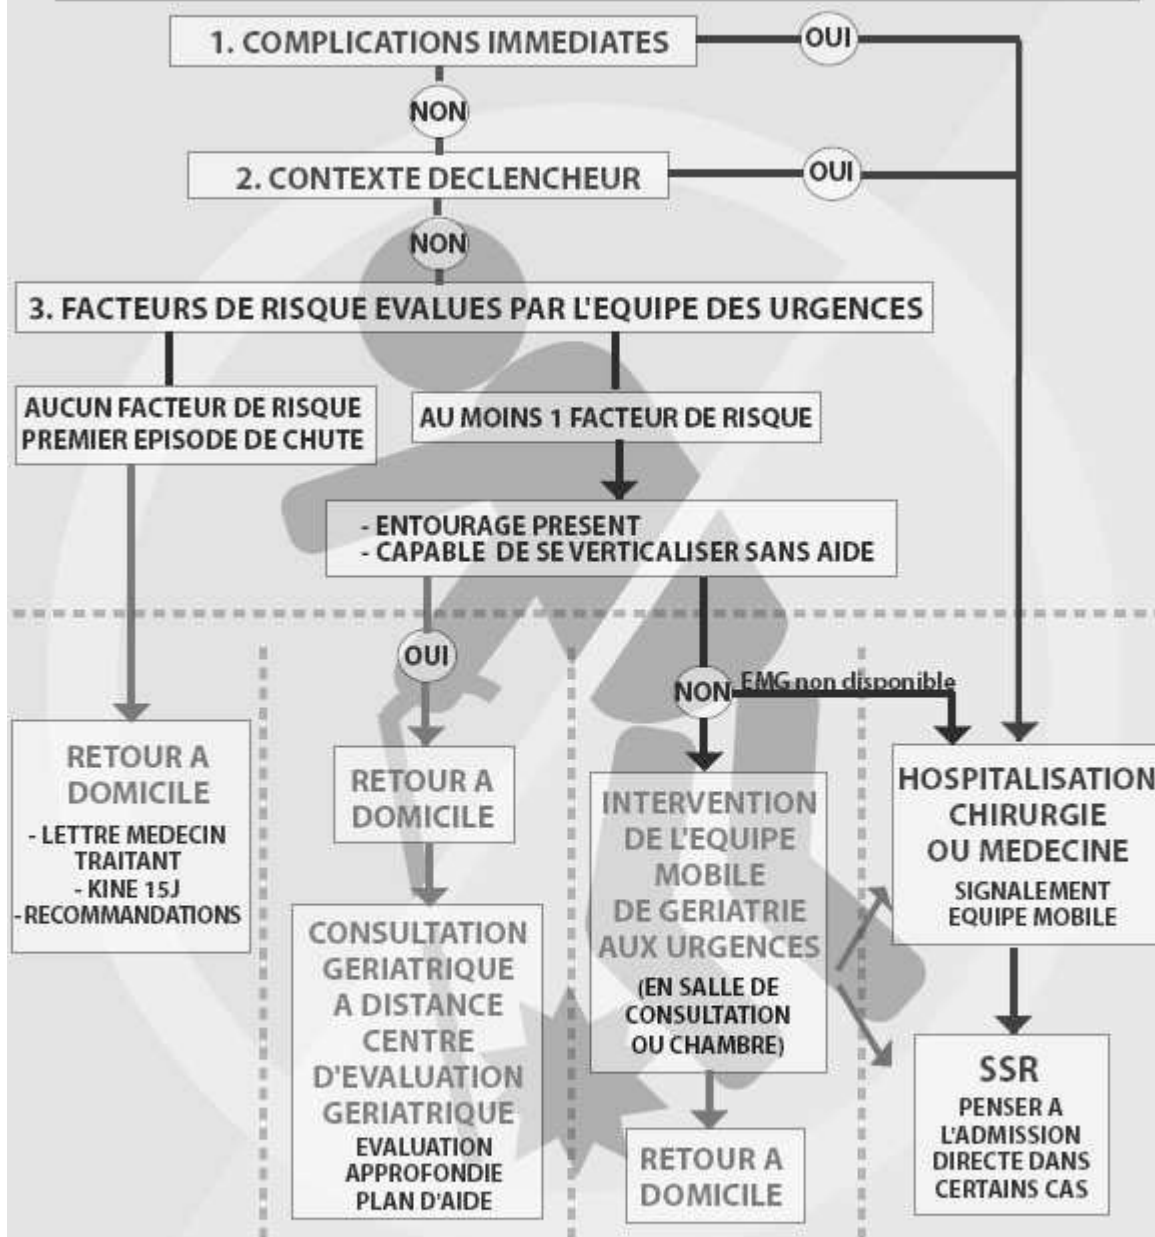 1. COMPLICATIONS IMMEDIATES
OUI
NON
2. CONTEXTE DECLENCHEUR
OUI
NON
3. FACTEURS DE RISQUE EVALUES PAR L'EQUIPE DES URGENCES
AUCUN FACTEUR DE RISQUE
PREMIER EPISODE DE CHUTE
AU MOINS 1 FACTEUR DE RISQUE
- ENTOURAGE PRESENT
- CAPABLE DE SE VERTICALISER SANS AIDE
OUI
NON
EMG non disponible
RETOUR A
DOMICILE
- LETTRE MEDECIN
TRAITANT
- KINE 15J
-RECOMMANDATIONS
RETOUR A
DOMICILE
CONSULTATION
GERIATRIQUE
A DISTANCE
CENTRE
D'EVALUATION
GERIATRIQUE
EVALUATION
APPROFONDIE
PLAN D'AIDE
INTERVENTION
DE L'EQUIPE
MOBILE
DE GERIATRIE
AUX URGENCES
(EN SALLE DE
CONSULTATION
OU CHAMBRE)
RETOUR A
DOMICILE
HOSPITALISATION
CHIRURGIE
OU MEDECINE
SIGNALEMENT
EQUIPE MOBILE
SSR
PENSER A
L'ADMISSION
DIRECTE DANS
CERTAINS CAS